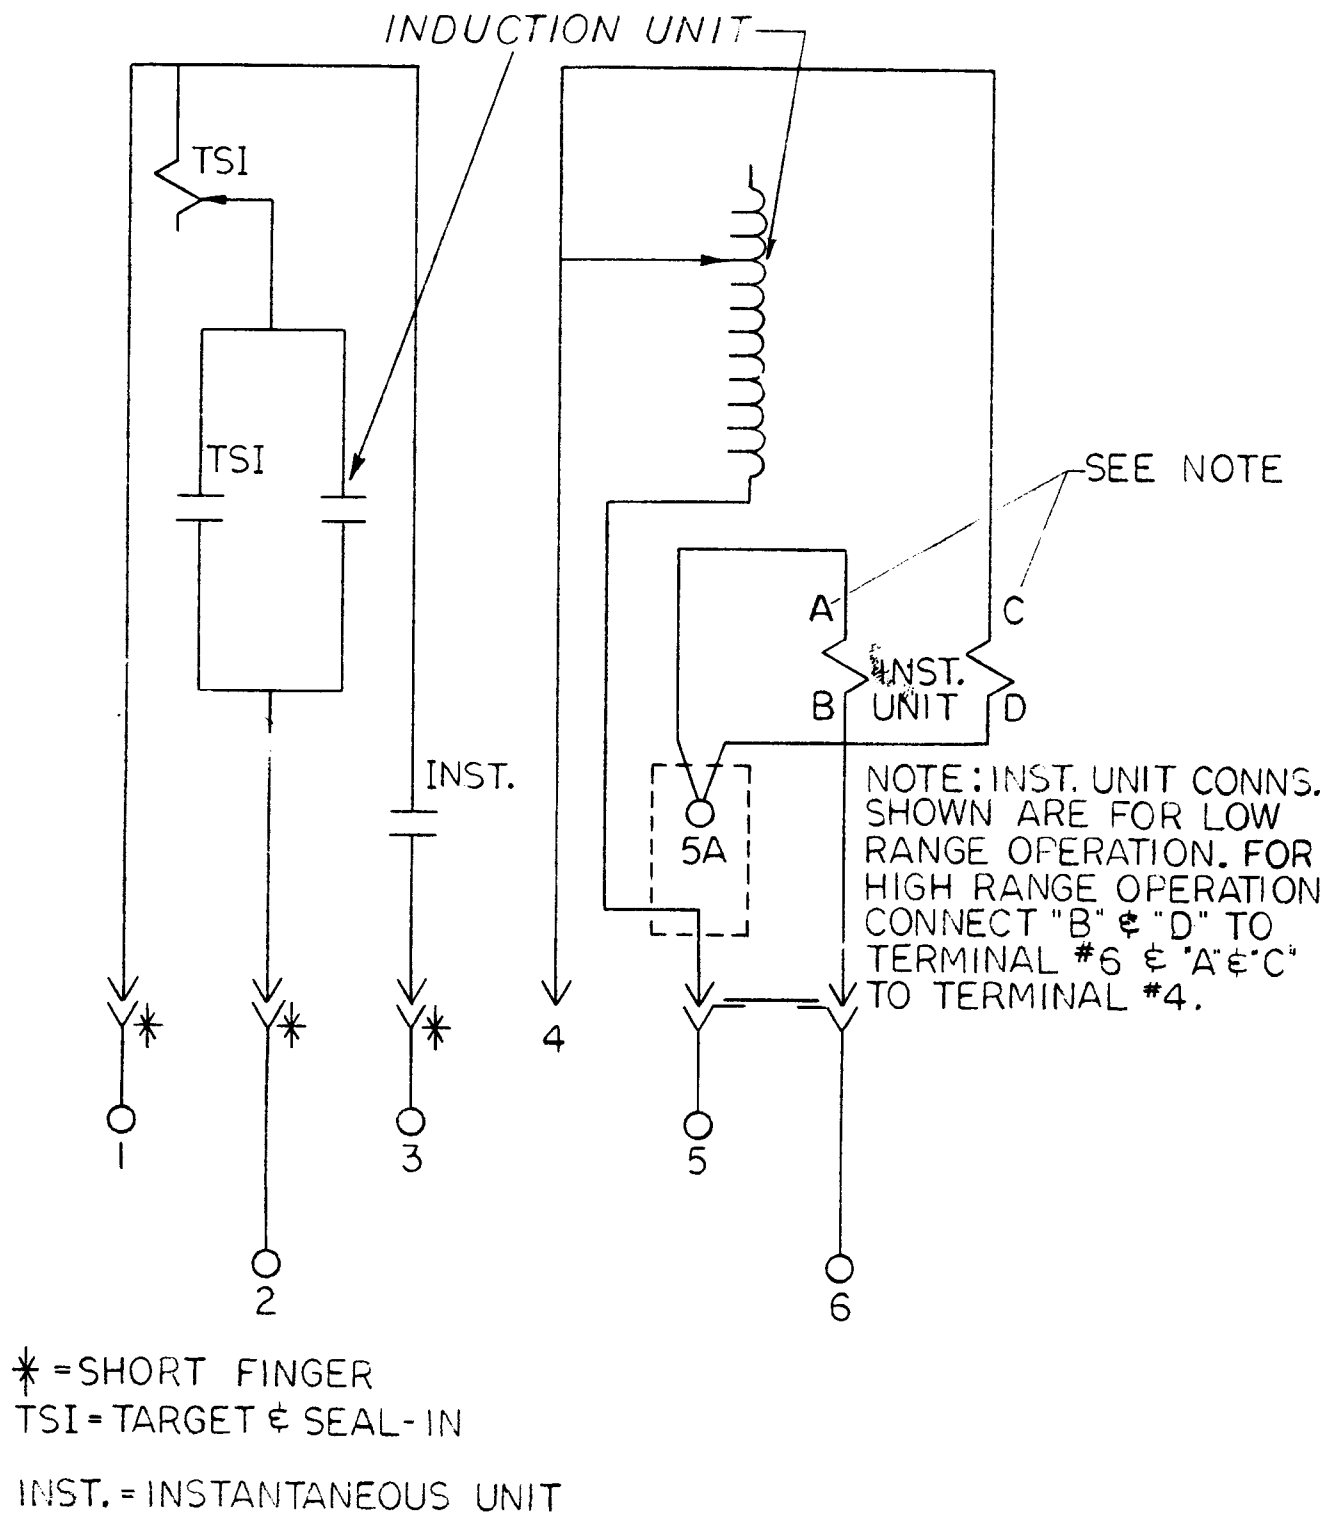 INDUCTION UNIT
TSI
TSI
SEE NOTE
A
C
INST.
UNIT
B
D
INST.
NOTE: INST. UNIT CONNS.
SHOWN ARE FOR LOW
RANGE OPERATION. FOR
HIGH RANGE OPERATION
CONNECT "B" & "D" TO
TERMINAL #6 & "A" & "C"
TO TERMINAL #4.
5A
* * *
4
1
3
5
2
6
* = SHORT FINGER
TSI = TARGET & SEAL-IN
INST. = INSTANTANEOUS UNIT